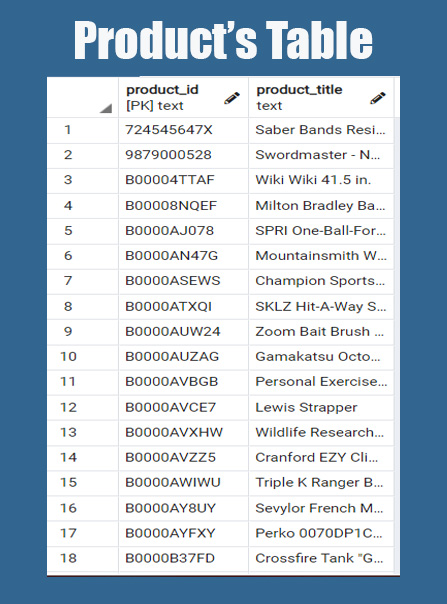 Product's Table
product_id product_title
[PK] text text
1 724545647X Saber Bands Resi...
2 9879000528 Swordmaster - N...
3 B00004TTAF Wiki Wiki 41.5 in.
4 B00008NQEF Milton Bradley Ba...
5 B0000AJ078 SPRI One-Ball-For...
6 B0000AN47G Mountainsmith W...
7 B0000ASEWS Champion Sports...
8 B0000ATXQI SKLZ Hit-A-Way S...
9 B0000AUW24 Zoom Bait Brush ...
10 B0000AUZAG Gamakatsu Octo...
11 B0000AVBGB Personal Exercise...
12 B0000AVCE7 Lewis Strapper
13 B0000AVXHW Wildlife Research...
14 B0000AVZZ5 Cranford EZY Cli...
15 B0000AWIWU Triple K Ranger B...
16 B0000AY8UY Sevylor French M...
17 B0000AYFXY Perko 0070DP1C...
18 B0000B37FD Crossfire Tank "G...